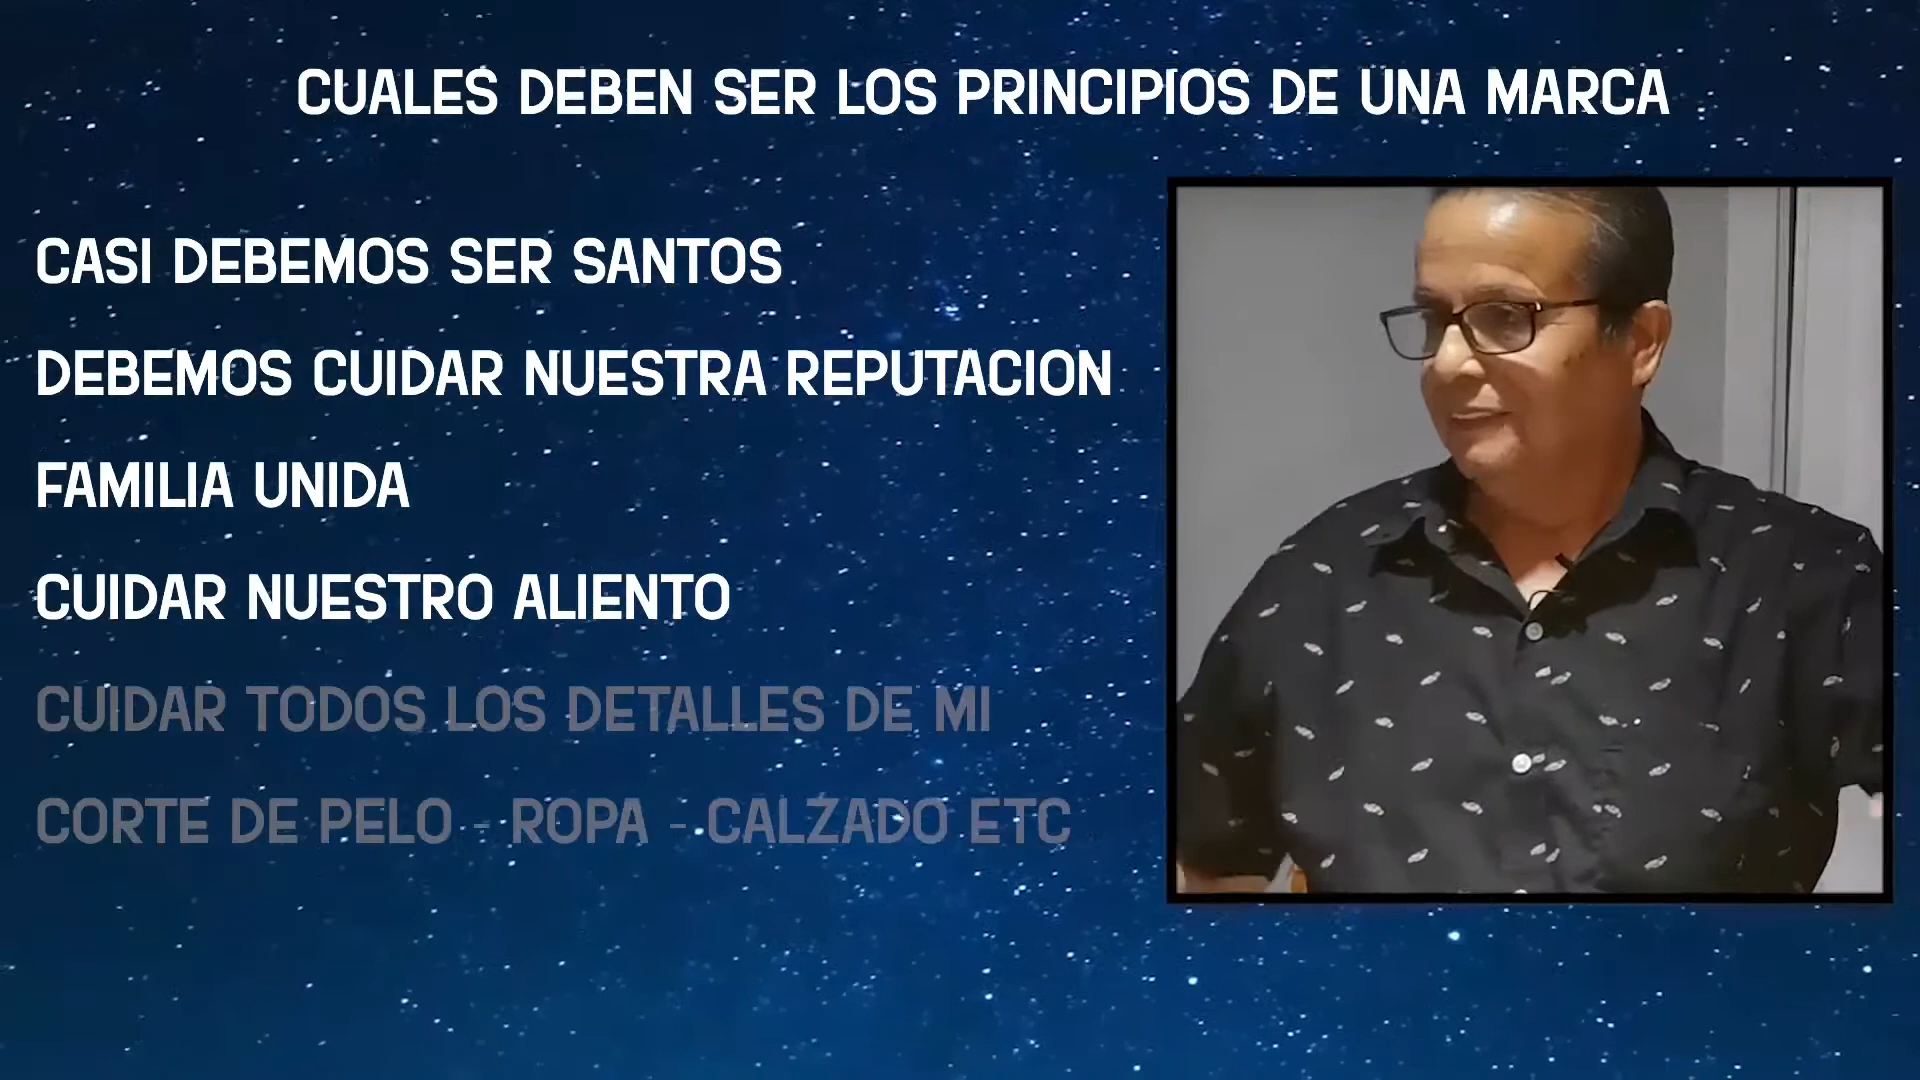 CUALES DEBEN SER LOS PRINCIPIOS DE UNA MARCA
CASI DEBEMOS SER SANTOS
DEBEMOS CUIDAR NUESTRA REPUTACION
FAMILIA UNIDA
CUIDAR NUESTRO ALIENTO
CUIDAR TODOS LOS DETALLES DE MI
CORTE DE PELO - ROPA - CALZADO ETC